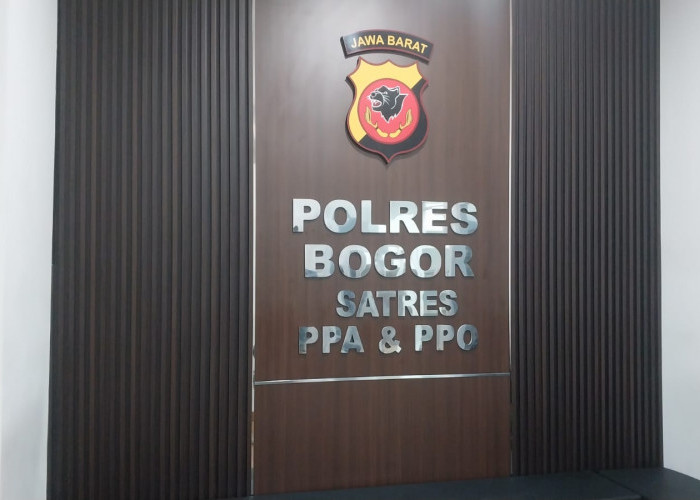 JAWA BARAT
POLRES
BOGOR
SATRES
PPA & PPO